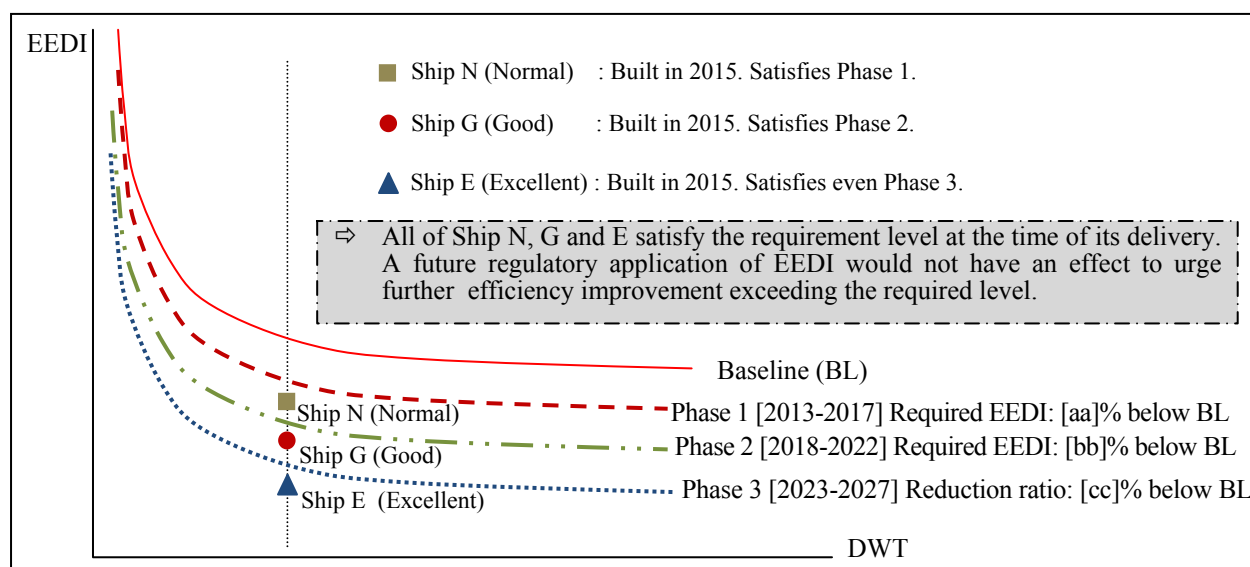 EEDI
Ship N (Normal) : Built in 2015. Satisfies Phase 1.
Ship G (Good) : Built in 2015. Satisfies Phase 2.
Ship E (Excellent) : Built in 2015. Satisfies even Phase 3.
⇨ All of Ship N, G and E satisfy the requirement level at the time of its delivery.
A future regulatory application of EEDI would not have an effect to urge
further efficiency improvement exceeding the required level.
Baseline (BL)
Ship N (Normal)
Phase 1 [2013-2017] Required EEDI: [aa]% below BL
Ship G (Good)
Phase 2 [2018-2022] Required EEDI: [bb]% below BL
Ship E (Excellent)
Phase 3 [2023-2027] Reduction ratio: [cc]% below BL
DWT